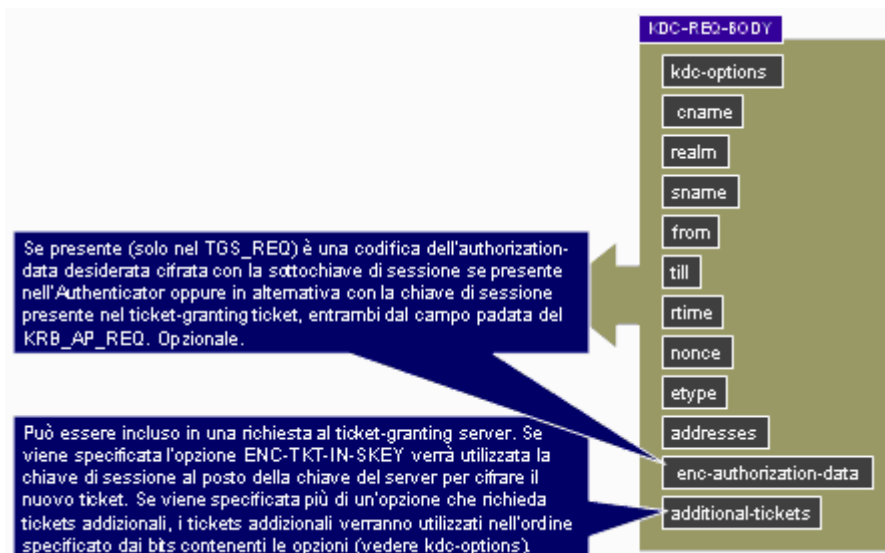 KDC-REQ-BODY
kdc-options
cname
realm
sname
from
till
rtime
nonce
etype
addresses
enc-authorization-data
additional-tickets
Se presente (solo nel TGS_REQ) è una codifica dell'authorization-
data desiderata cifrata con la sottochiave di sessione se presente
nell'Authenticator oppure in alternativa con la chiave di sessione
presente nel ticket-granting ticket, entrambi dal campo padata del
KRB_AP_REQ. Opzionale.
Può essere incluso in una richiesta al ticket-granting server. Se
viene specificata l'opzione ENC-TKT-IN-SKEY verrà utilizzata la
chiave di sessione al posto della chiave del server per cifrare il
nuovo ticket. Se viene specificata più di un'opzione che richieda
tickets addizionali, i tickets addizionali verranno utilizzati nell'ordine
specificato dai bits contenenti le opzioni (vedere kdc-options)